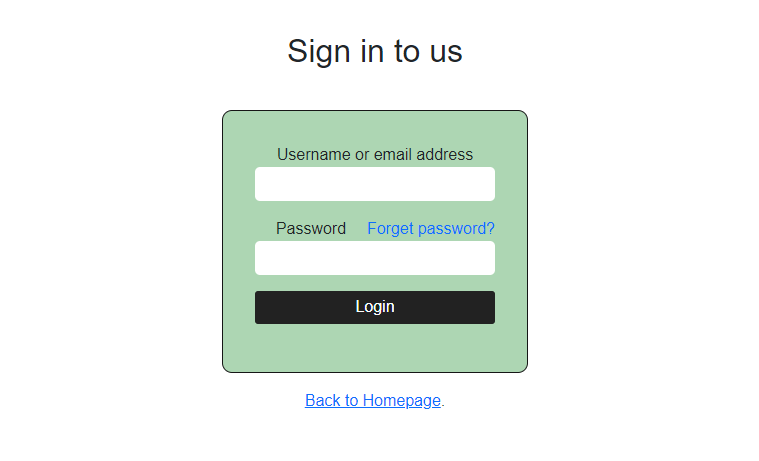 Sign in to us
Username or email address
Password Forget password?
Login
Back to Homepage.